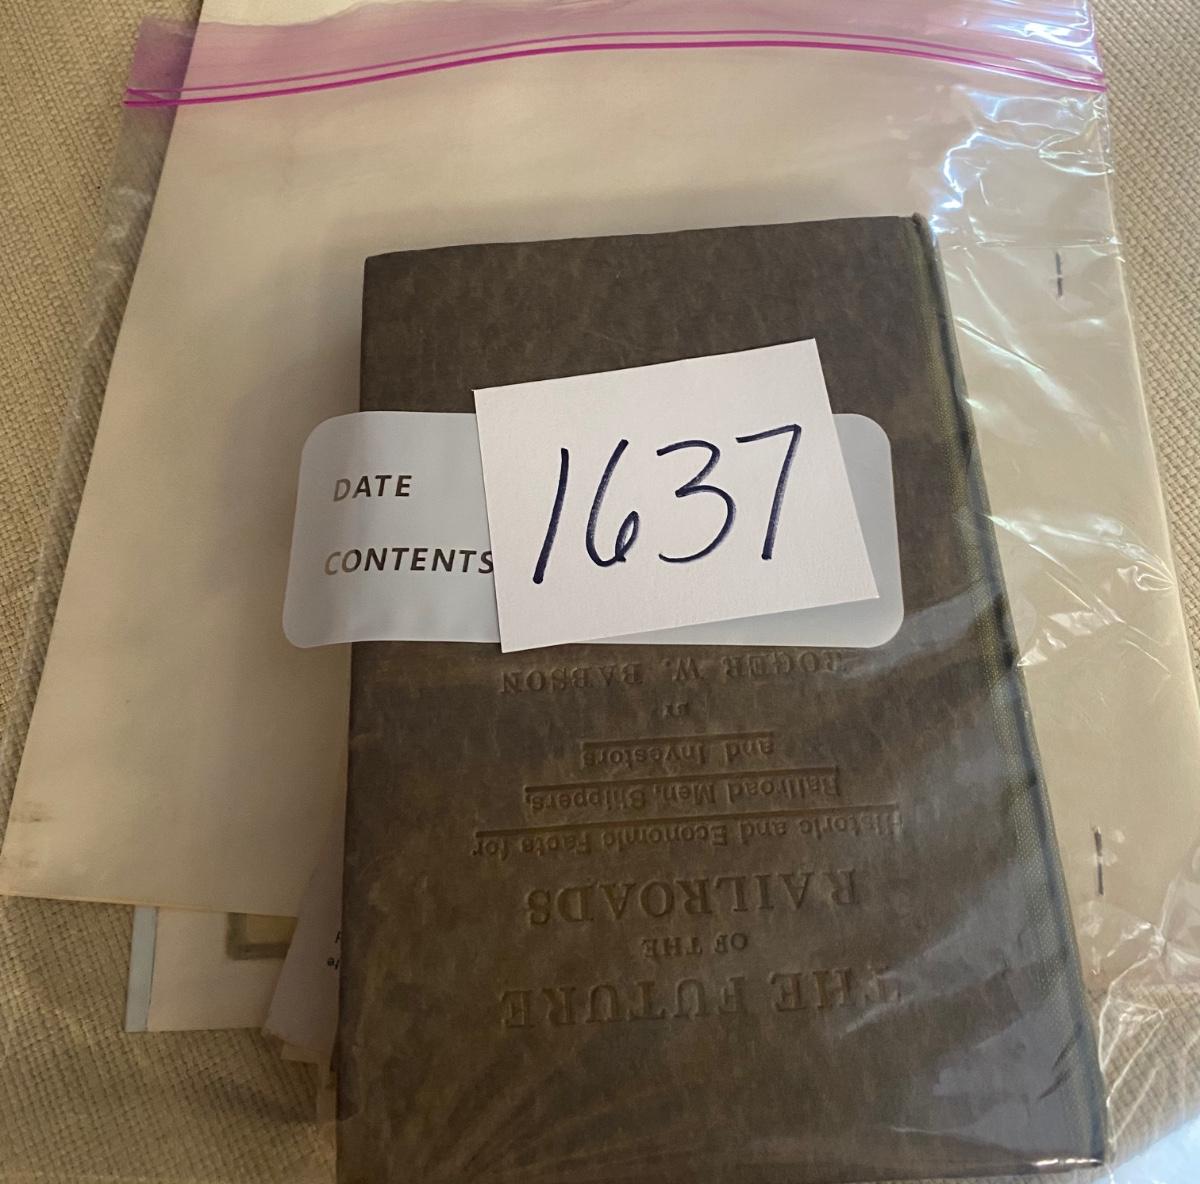 DATE
CONTENTS
1637
THE FUTURE
OF THE
RAILROADS
Historic and Economic Facts for
Railroad Men, Shippers,
and Investors
BY
ROGER W. BABSON